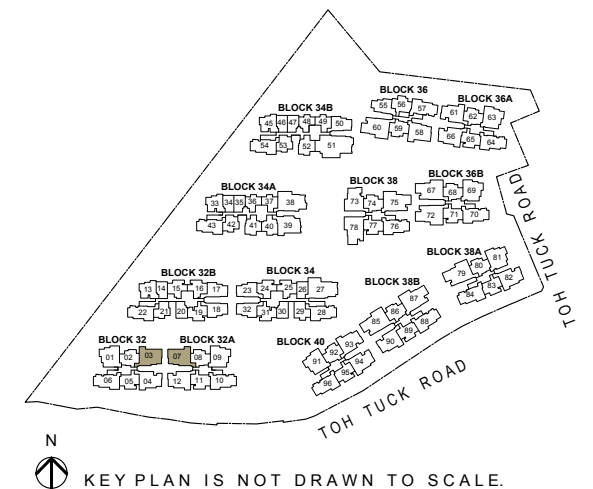 BLOCK 36
BLOCK 36A
55 56 57
61 62 63
BLOCK 34B
45 46 47 48 49 50
60 59 58
66 65 64
54 53 52 51
BLOCK 38
BLOCK 36B
BLOCK 34A
67 68 69
73 74 75
33 34 35 36 37 38
72 71 70
43 42 41 40 39
78 77 76
TOH TUCK ROAD
BLOCK 38A
79 80 81
BLOCK 32B
BLOCK 34
84 83 82
BLOCK 38B
13 14 15 16 17
23 24 25 26 27
85 86 87
22 21 20 19 18
32 31 30 29 28
90 89 88
BLOCK 32
BLOCK 32A
BLOCK 40
01 02 03
07 08 09
91 92 93
06 05 04
12 11 10
96 95 94
TOH TUCK ROAD
N
KEY PLAN IS NOT DRAWN TO SCALE.